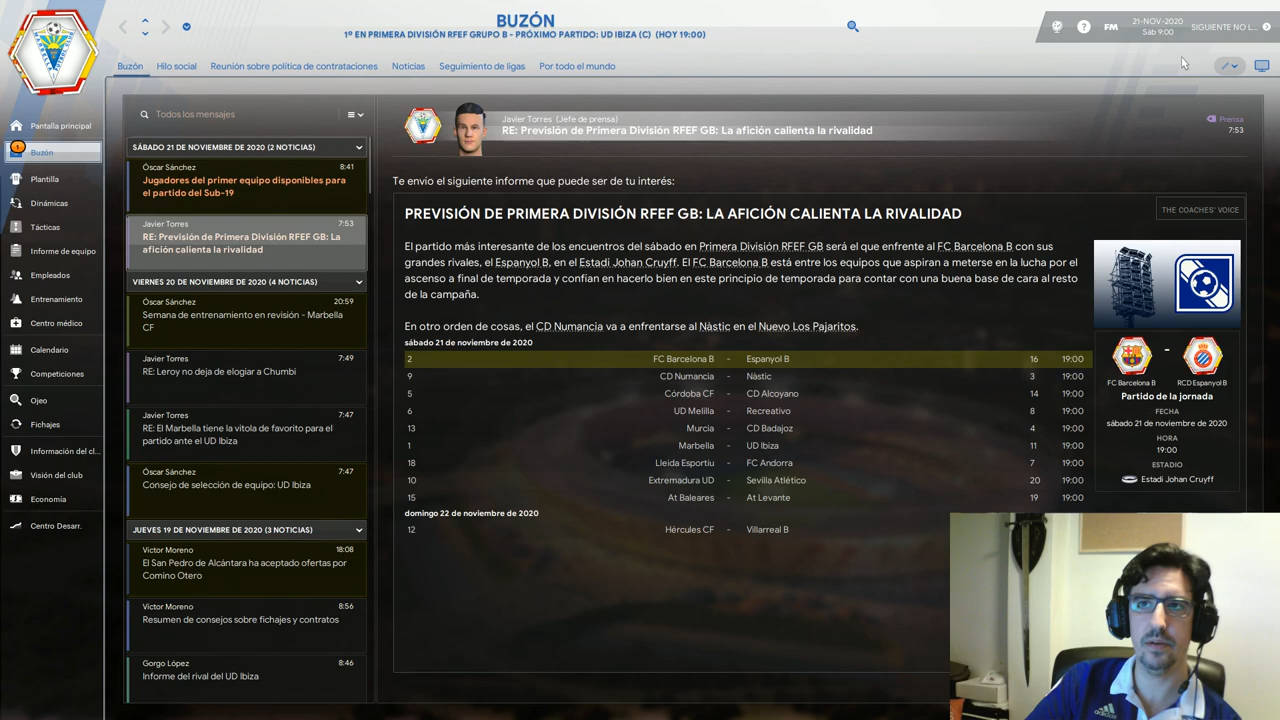 BUZÓN
1º EN PRIMERA DIVISIÓN RFEF GRUPO B - PRÓXIMO PARTIDO: UD IBIZA (C) (HOY 19:00)
FM
21-NOV-2020
Sáb 9:00
SIGUIENTE NO L...
Buzón
Hilo social
Reunión sobre política de contrataciones
Noticias
Seguimiento de ligas
Por todo el mundo
Pantalla principal
1
Buzón
Plantilla
Dinámicas
Tácticas
Informe de equipo
Empleados
Entrenamiento
Centro médico
Calendario
Competiciones
Ojeo
Fichajes
Información del cl...
Visión del club
Economía
Centro Desarr.
Todos los mensajes
SÁBADO 21 DE NOVIEMBRE DE 2020 (2 NOTICIAS)
Óscar Sánchez 8:41
Jugadores del primer equipo disponibles para
el partido del Sub-19
Javier Torres 7:53
RE: Previsión de Primera División RFEF GB: La
afición calienta la rivalidad
VIERNES 20 DE NOVIEMBRE DE 2020 (4 NOTICIAS)
Óscar Sánchez 20:59
Semana de entrenamiento en revisión - Marbella
CF
Javier Torres 7:49
RE: Leroy no deja de elogiar a Chumbi
Javier Torres 7:47
RE: El Marbella tiene la vitola de favorito para el
partido ante el UD Ibiza
Óscar Sánchez 7:47
Consejo de selección de equipo: UD Ibiza
JUEVES 19 DE NOVIEMBRE DE 2020 (3 NOTICIAS)
Víctor Moreno 18:08
El San Pedro de Alcántara ha aceptado ofertas por
Comino Otero
Víctor Moreno 8:56
Resumen de consejos sobre fichajes y contratos
Gorgo López 8:46
Informe del rival del UD Ibiza
Javier Torres (Jefe de prensa)
RE: Previsión de Primera División RFEF GB: La afición calienta la rivalidad
Prensa
7:53
Te envío el siguiente informe que puede ser de tu interés:
PREVISIÓN DE PRIMERA DIVISIÓN RFEF GB: LA AFICIÓN CALIENTA LA RIVALIDAD
THE COACHES' VOICE
El partido más interesante de los encuentros del sábado en Primera División RFEF GB será el que enfrente al FC Barcelona B con sus
grandes rivales, el Espanyol B, en el Estadi Johan Cruyff. El FC Barcelona B está entre los equipos que aspiran a meterse en la lucha por el
ascenso a final de temporada y confían en hacerlo bien en este principio de temporada para contar con una buena base de cara al resto
de la campaña.
En otro orden de cosas, el CD Numancia va a enfrentarse al Nàstic en el Nuevo Los Pajaritos.
sábado 21 de noviembre de 2020
2 FC Barcelona B - Espanyol B 16 19:00
9 CD Numancia - Nàstic 3 19:00
5 Córdoba CF - CD Alcoyano 14 19:00
6 UD Melilla - Recreativo 8 19:00
13 Murcia - CD Badajoz 4 19:00
1 Marbella - UD Ibiza 11 19:00
18 Lleida Esportiu - FC Andorra 7 19:00
10 Extremadura UD - Sevilla Atlético 20 19:00
15 At Baleares - At Levante 19 19:00
domingo 22 de noviembre de 2020
12 Hércules CF - Villarreal B
FC Barcelona B - RCD Espanyol B
Partido de la jornada
FECHA
sábado 21 de noviembre de 2020
HORA
19:00
ESTADIO
Estadi Johan Cruyff
adidas